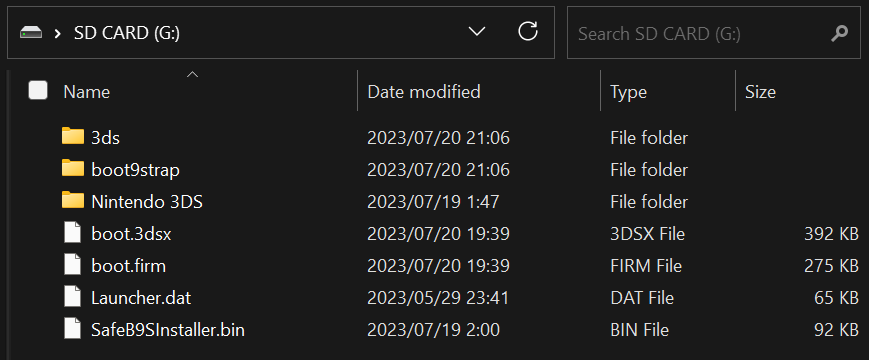 SD CARD (G:) Search SD CARD (G:)
Name Date modified Type Size
3ds 2023/07/20 21:06 File folder
boot9strap 2023/07/20 21:06 File folder
Nintendo 3DS 2023/07/19 1:47 File folder
boot.3dsx 2023/07/20 19:39 3DSX File 392 KB
boot.firm 2023/07/20 19:39 FIRM File 275 KB
Launcher.dat 2023/05/29 23:41 DAT File 65 KB
SafeB9SInstaller.bin 2023/07/19 2:00 BIN File 92 KB